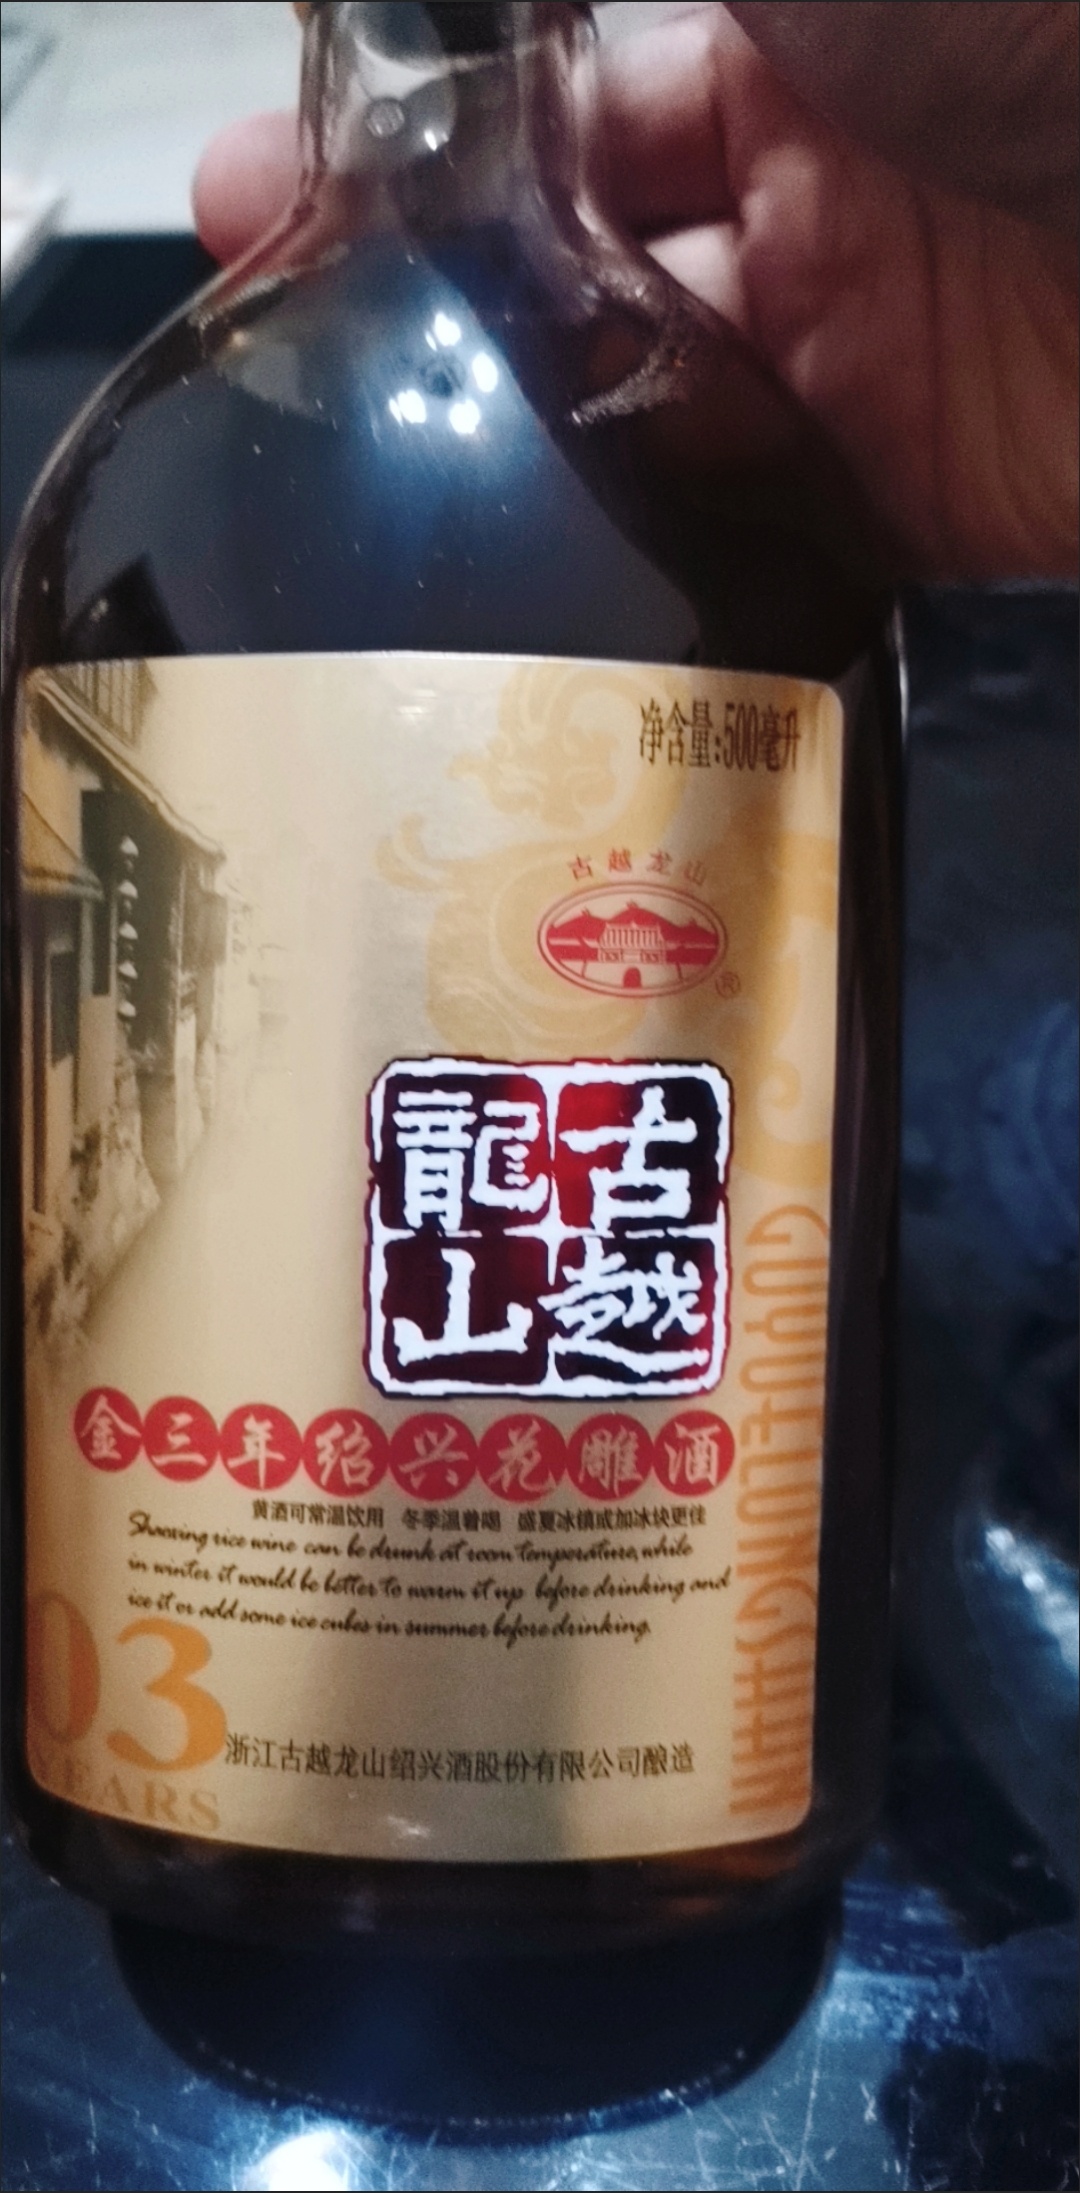 净含量:500毫升
古越龙山
®
古越
龍山
GUYUELONGSHAN
金三年绍兴花雕酒
黄酒可常温饮用 冬季温着喝 盛夏冰镇或加冰块更佳
Shaoxing rice wine can be drunk at room temperature, while
in winter it would be better to warm it up before drinking and
ice it or add some ice cubes in summer before drinking.
03
YEARS
浙江古越龙山绍兴酒股份有限公司酿造